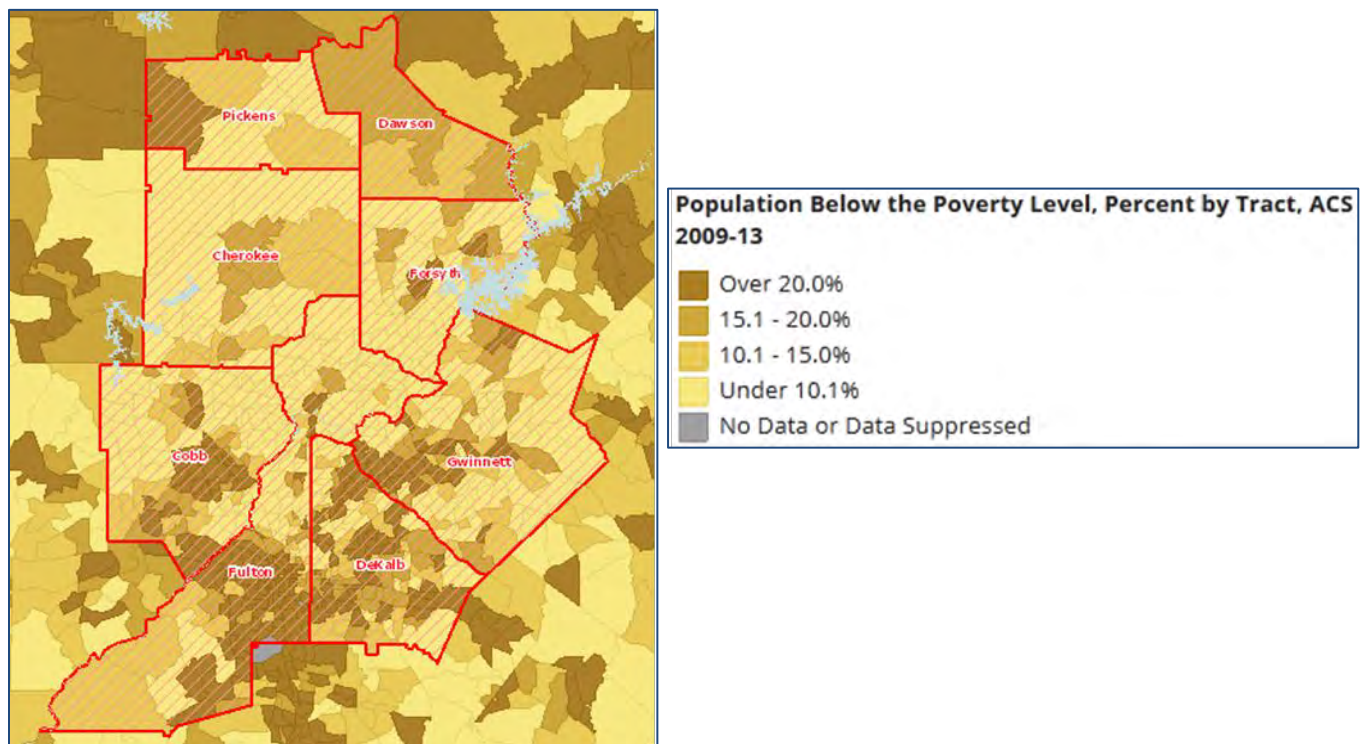 Pickens
Dawson
Cherokee
Forsyth
Cobb
Gwinnett
Fulton
DeKalb
Population Below the Poverty Level, Percent by Tract, ACS
2009-13
Over 20.0%
15.1 - 20.0%
10.1 - 15.0%
Under 10.1%
No Data or Data Suppressed